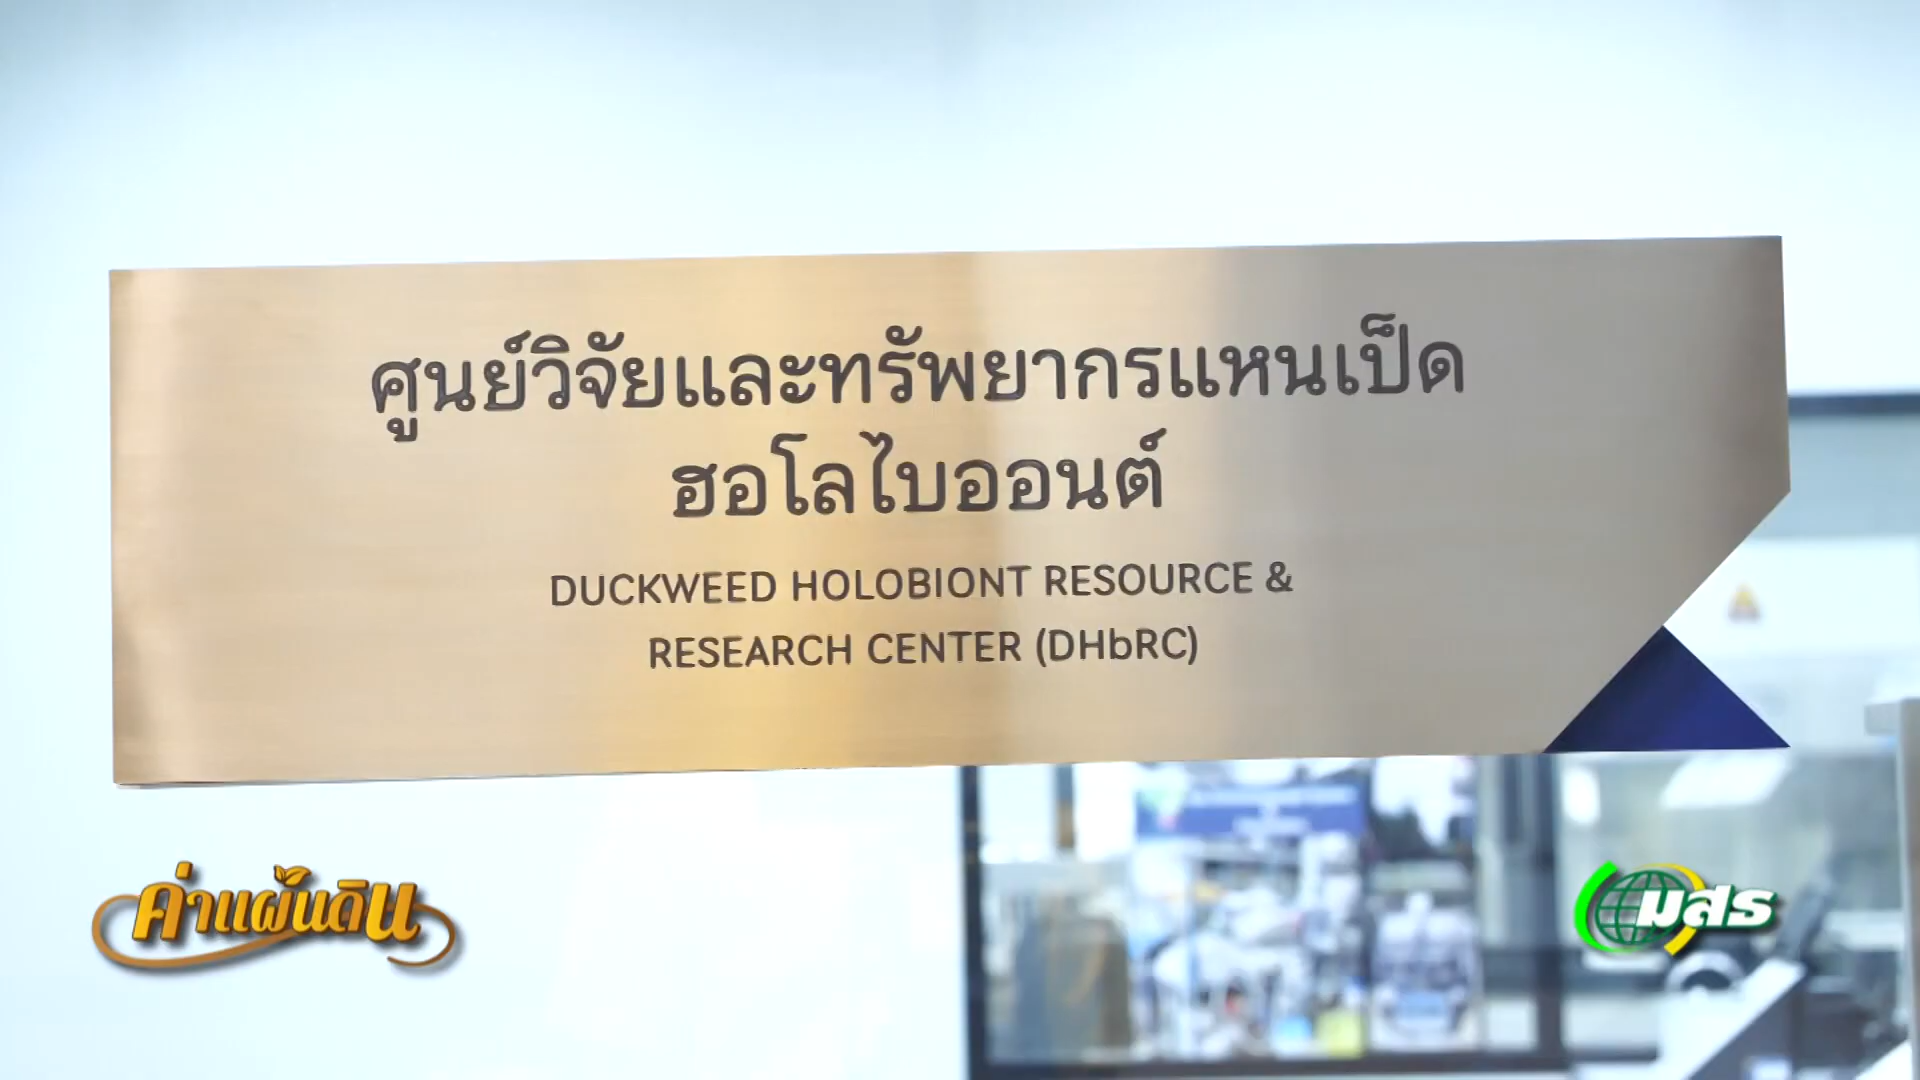 ศูนย์วิจัยและทรัพยากรแหนเป็ด
ฮอโลไบออนต์
DUCKWEED HOLOBIONT RESOURCE &
RESEARCH CENTER (DHbRC)
ค่าแผ่นดิน
มสธ